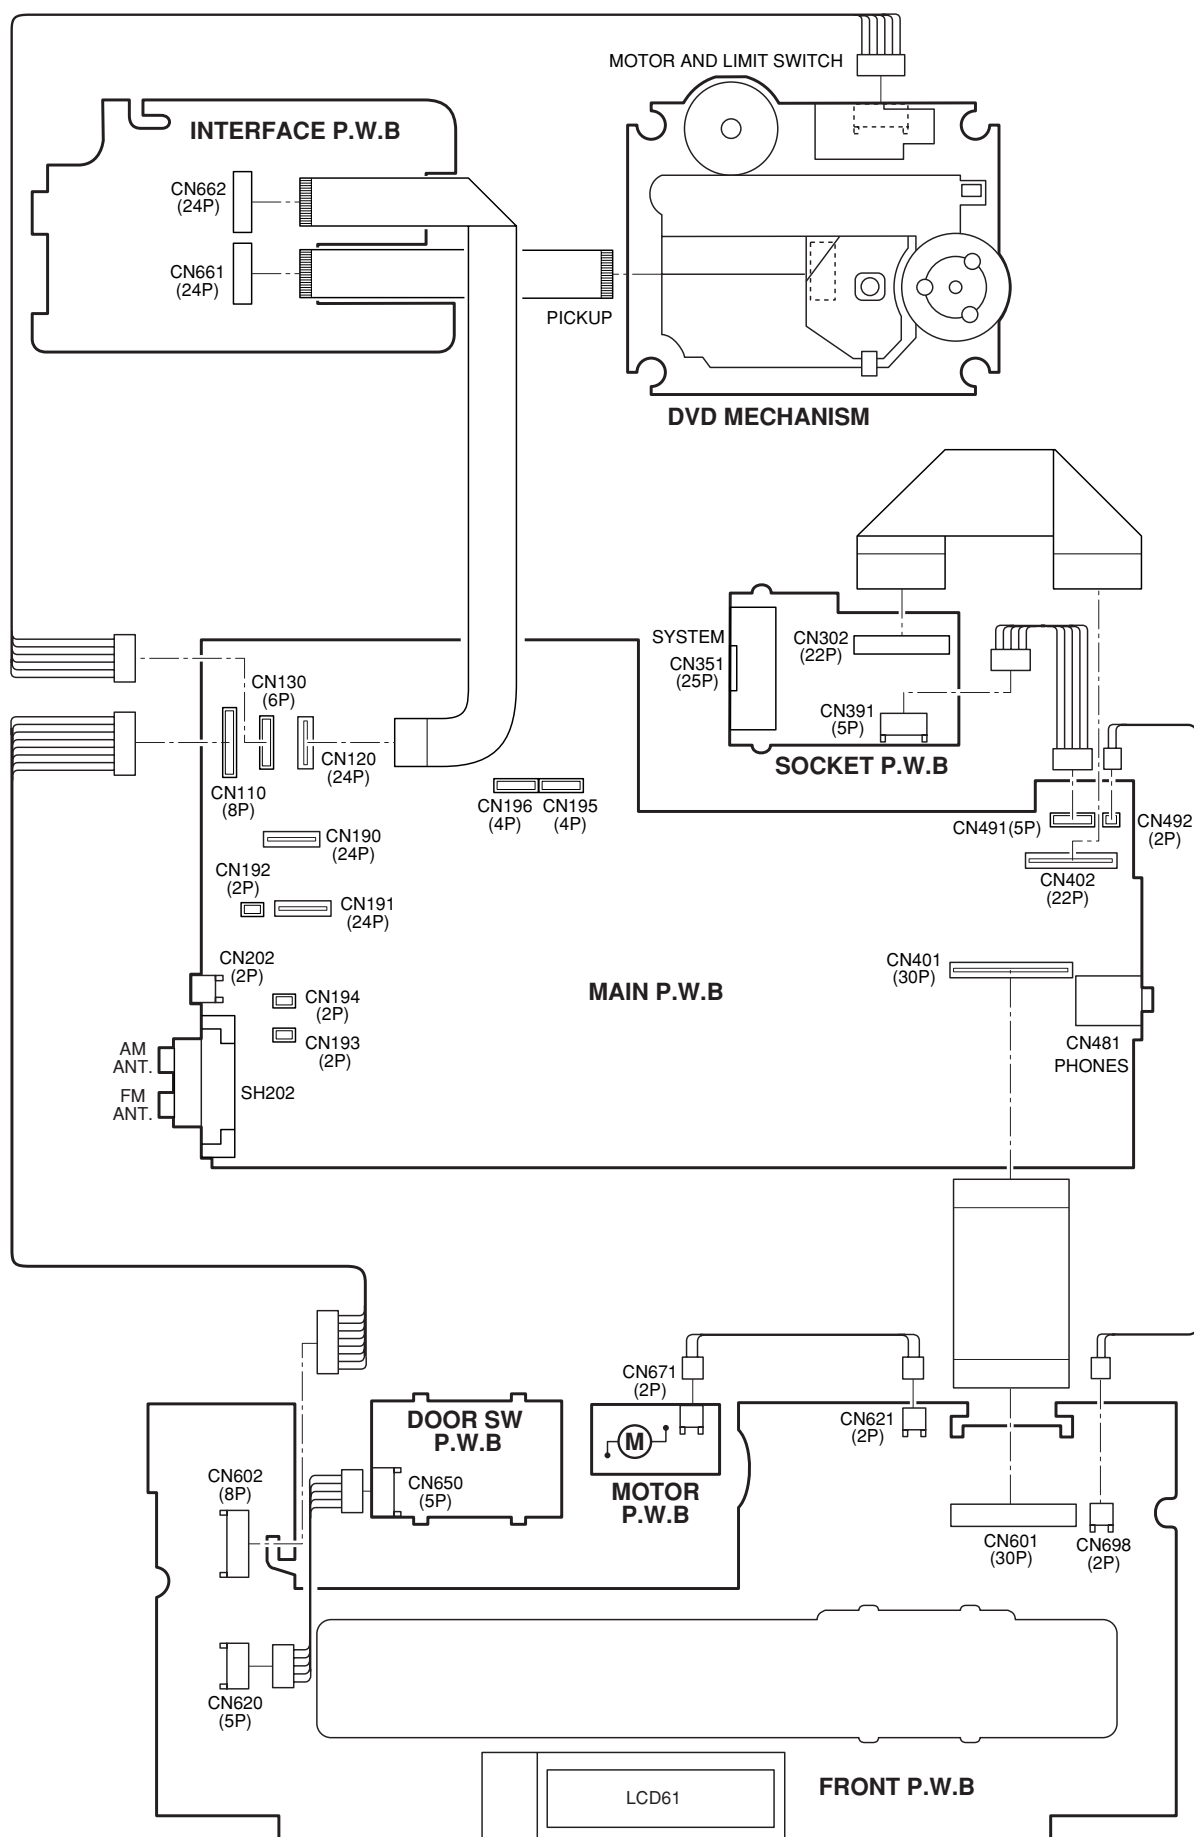 MOTOR AND LIMIT SWITCH
INTERFACE P.W.B
CN662
(24P)
CN661
(24P)
PICKUP
DVD MECHANISM
SYSTEM
CN351
(25P)
CN302
(22P)
CN391
(5P)
SOCKET P.W.B
CN130
(6P)
CN120
(24P)
CN110
(8P)
CN196
(4P)
CN195
(4P)
CN491(5P)
CN492
(2P)
CN190
(24P)
CN402
(22P)
CN192
(2P)
CN191
(24P)
CN202
(2P)
CN401
(30P)
CN194
(2P)
MAIN P.W.B
CN193
(2P)
CN481
PHONES
AM
ANT.
FM
ANT.
SH202
CN671
(2P)
CN621
(2P)
DOOR SW
P.W.B
M
CN602
(8P)
CN650
(5P)
MOTOR
P.W.B
CN601
(30P)
CN698
(2P)
CN620
(5P)
FRONT P.W.B
LCD61